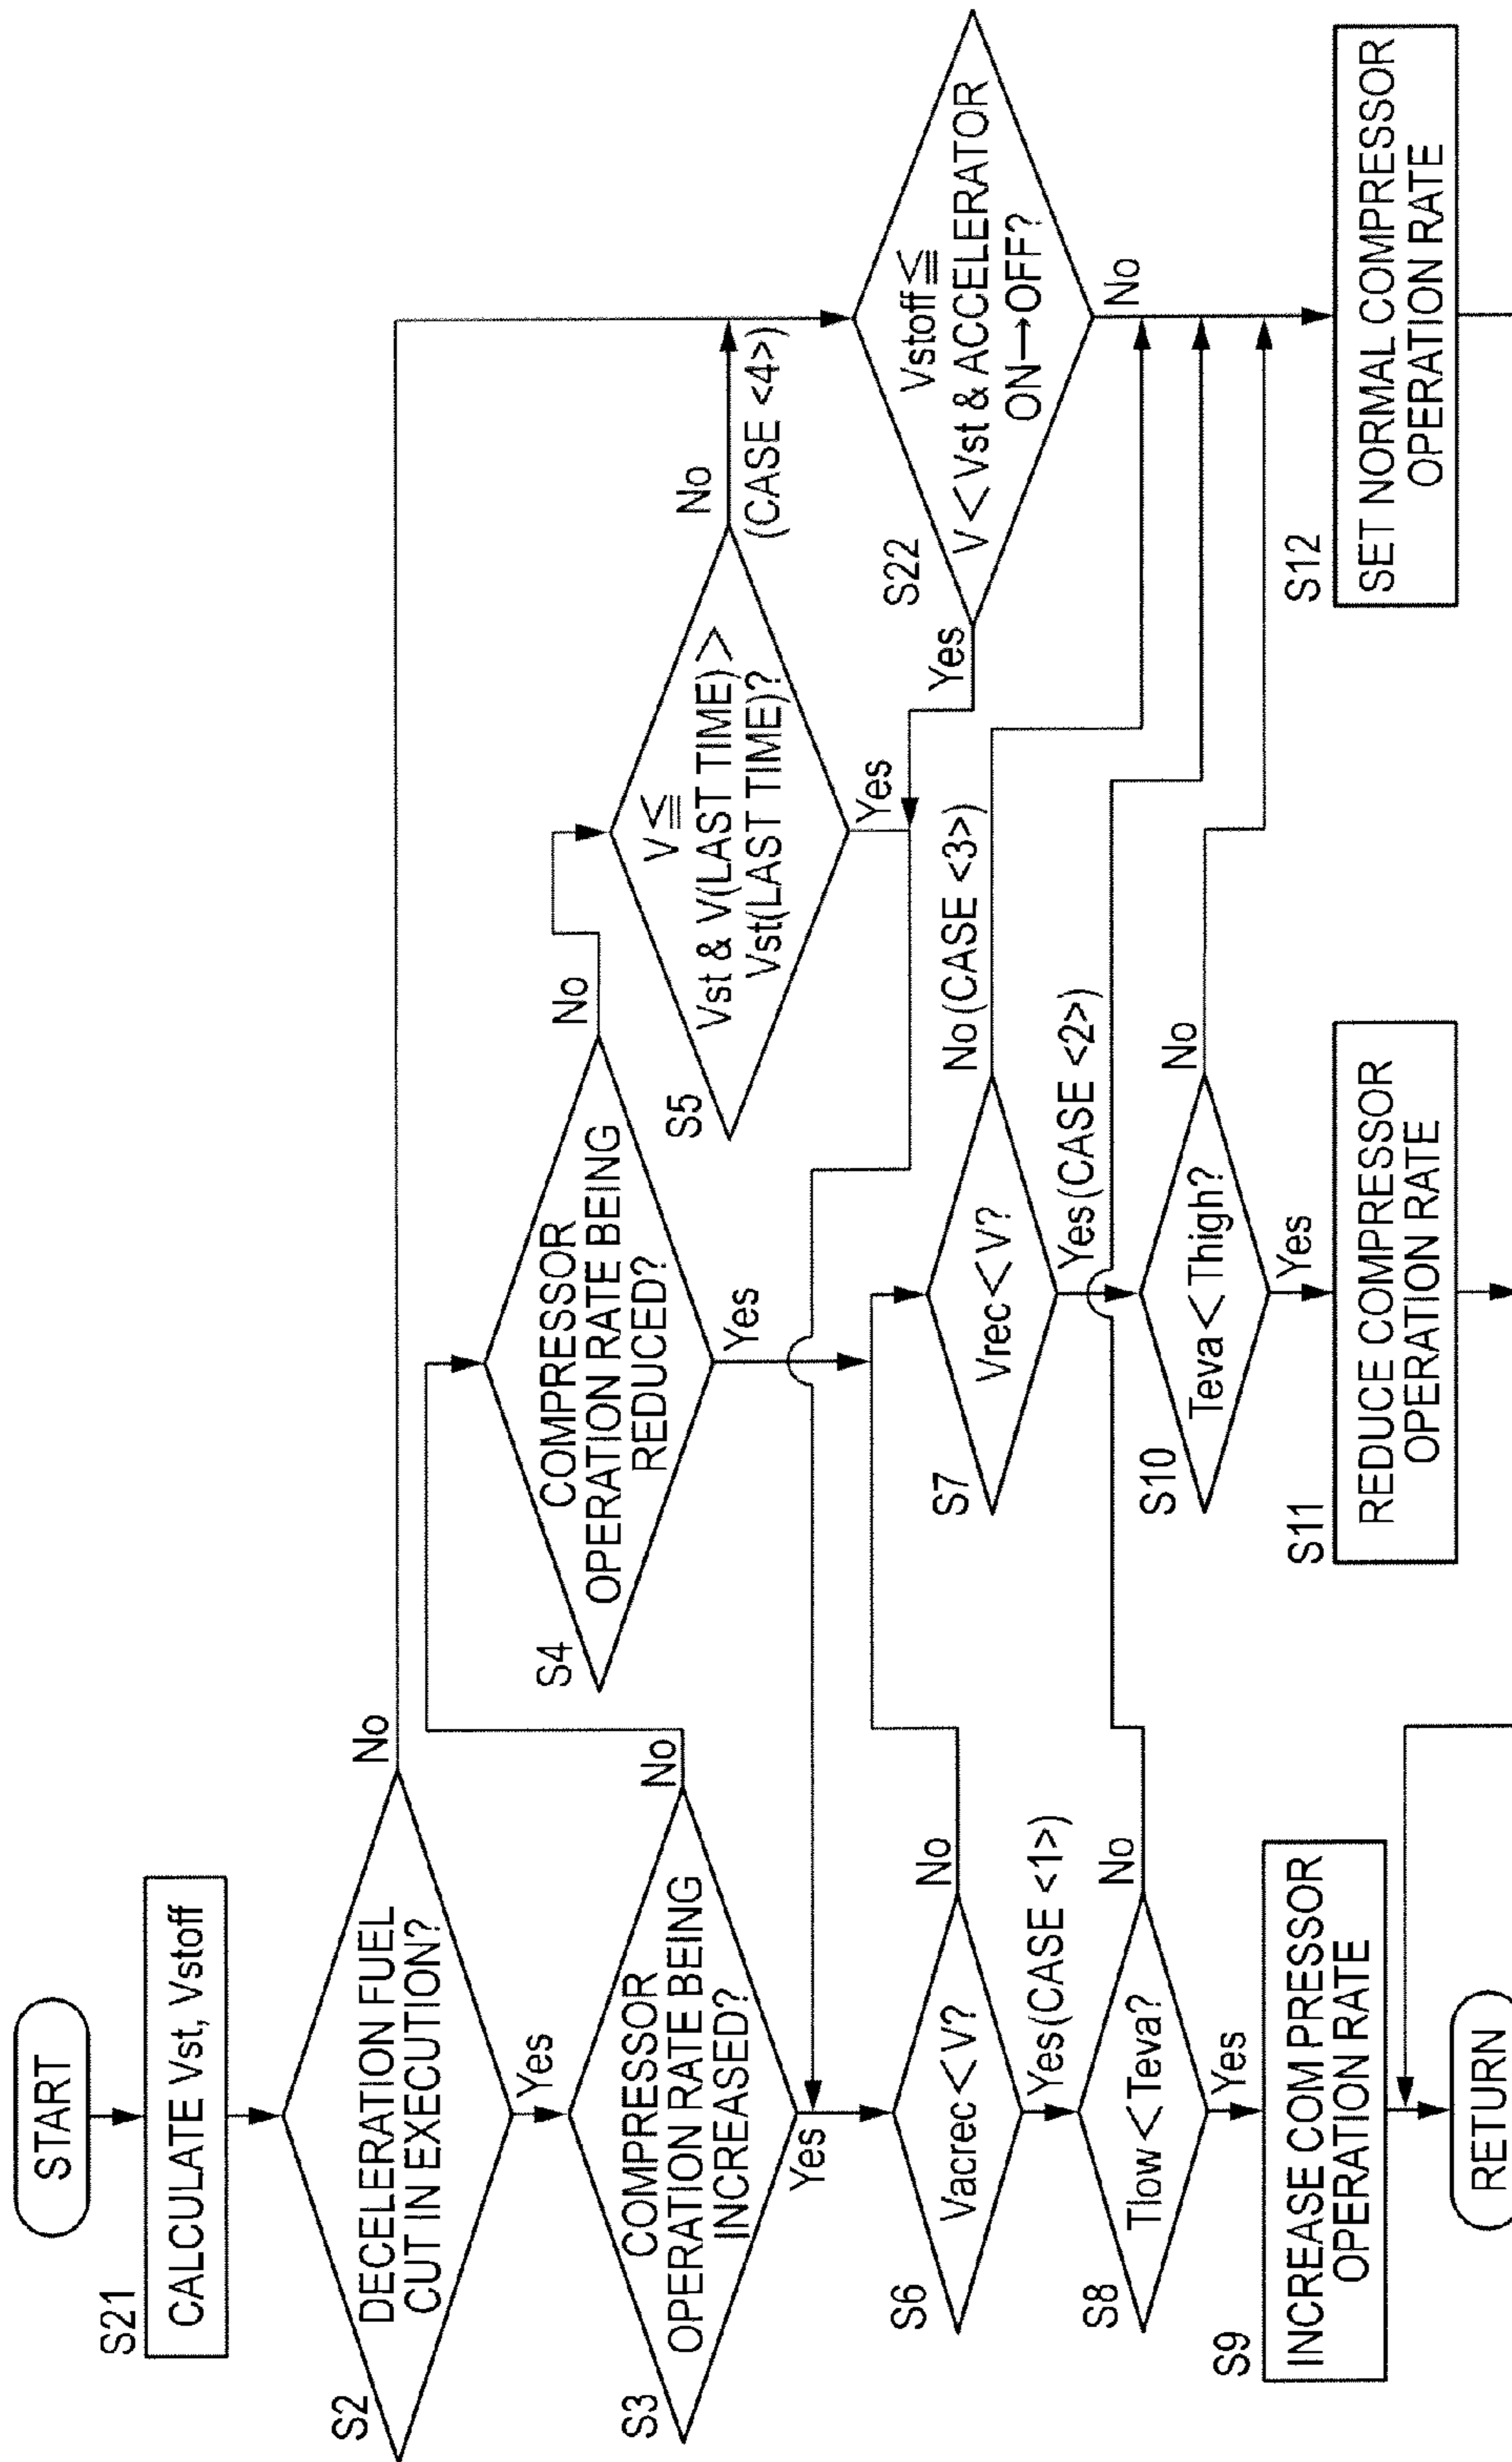 START
S21
CALCULATE Vst, Vstoff
S2
DECELERATION FUEL
CUT IN EXECUTION?
No
Yes
S3
COMPRESSOR
OPERATION RATE BEING
INCREASED?
No
Yes
S4
COMPRESSOR
OPERATION RATE BEING
REDUCED?
No
Yes
S5
V≦
Vst & V(LAST TIME)>
Vst(LAST TIME)?
No
(CASE <4>)
Yes
S22
Vstoff≦
V<Vst & ACCELERATOR
ON→OFF?
Yes
No
S6
Vacrec<V?
No
Yes(CASE <1>)
S7
Vrec<V?
No(CASE <3>)
Yes(CASE <2>)
S8
Tlow<Teva?
No
Yes
S10
Teva<Thigh?
No
Yes
S9
INCREASE COMPRESSOR
OPERATION RATE
S11
REDUCE COMPRESSOR
OPERATION RATE
S12
SET NORMAL COMPRESSOR
OPERATION RATE
RETURN